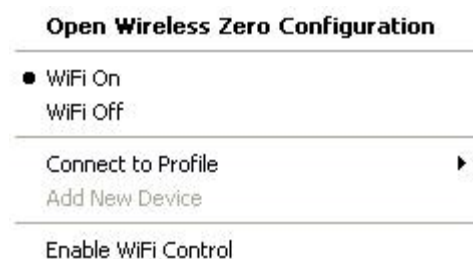 Open Wireless Zero Configuration
WiFi On
WiFi Off
Connect to Profile
Add New Device
Enable WiFi Control